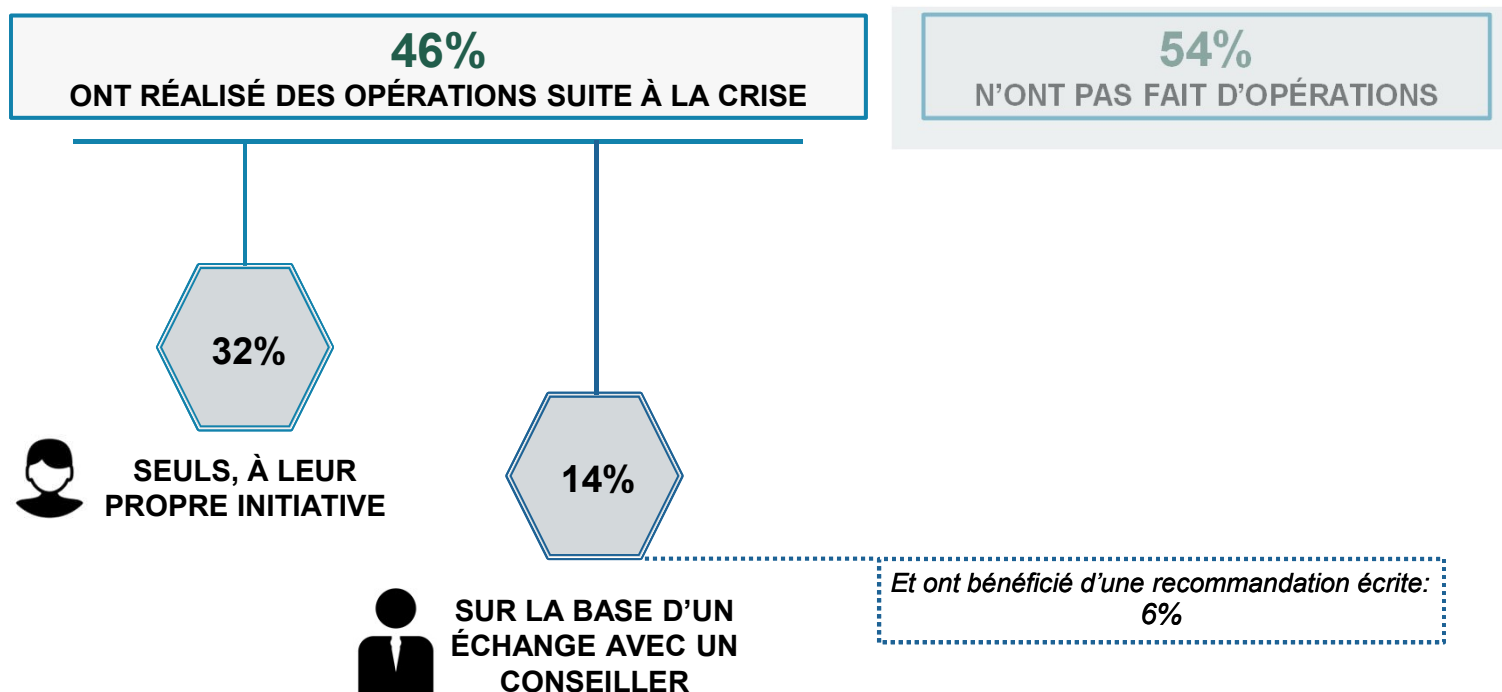 46%
ONT RÉALISÉ DES OPÉRATIONS SUITE À LA CRISE
54%
N'ONT PAS FAIT D'OPÉRATIONS
32%
SEULS, À LEUR
PROPRE INITIATIVE
14%
SUR LA BASE D'UN
ÉCHANGE AVEC UN
CONSEILLER
Et ont bénéficié d'une recommandation écrite:
6%